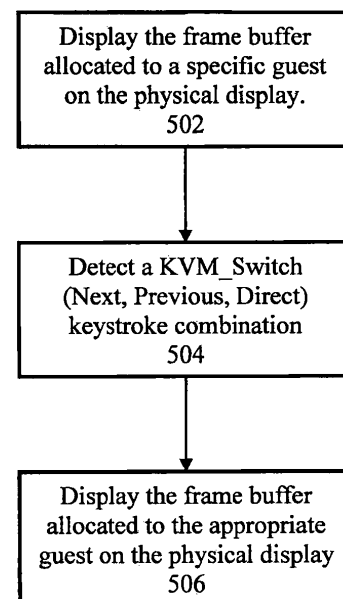 Display the frame buffer
allocated to a specific guest
on the physical display.
502
Detect a KVM_Switch
(Next, Previous, Direct)
keystroke combination
504
Display the frame buffer
allocated to the appropriate
guest on the physical display
506